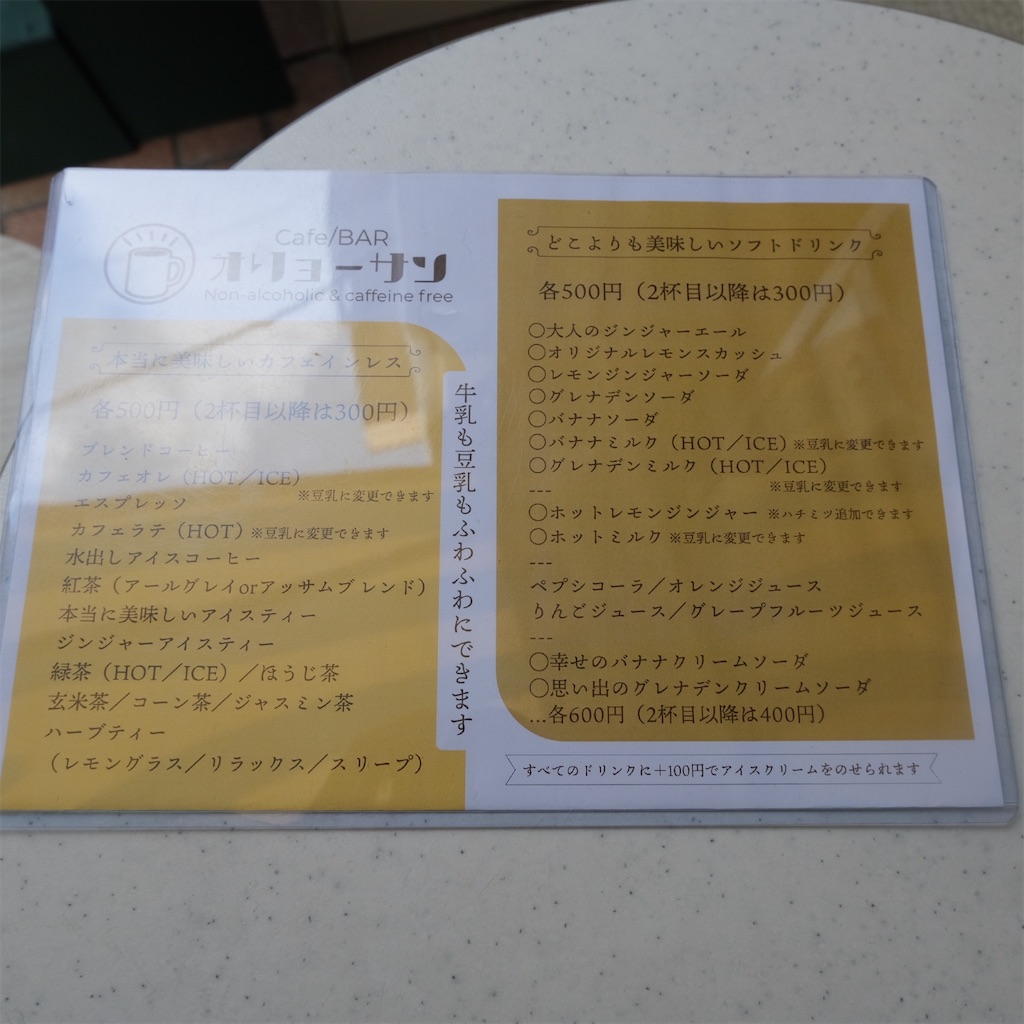 Cafe/BAR
オリョーサン
Non-alcoholic & caffeine free
本当に美味しいカフェインレス
各500円（2杯目以降は300円）
ブレンドコーヒー
カフェオレ（HOT／ICE）
※豆乳に変更できます
エスプレッソ
カフェラテ（HOT）※豆乳に変更できます
水出しアイスコーヒー
紅茶（アールグレイorアッサムブレンド）
本当に美味しいアイスティー
ジンジャーアイスティー
緑茶（HOT／ICE）／ほうじ茶
玄米茶／コーン茶／ジャスミン茶
ハーブティー
（レモングラス／リラックス／スリープ）
牛乳も豆乳もふわふわにできます
どこよりも美味しいソフトドリンク
各500円（2杯目以降は300円）
〇大人のジンジャーエール
〇オリジナルレモンスカッシュ
〇レモンジンジャーソーダ
〇グレナデンソーダ
〇バナナソーダ
〇バナナミルク（HOT／ICE）※豆乳に変更できます
〇グレナデンミルク（HOT／ICE）
※豆乳に変更できます
---
〇ホットレモンジンジャー ※ハチミツ追加できます
〇ホットミルク ※豆乳に変更できます
---
ペプシコーラ／オレンジジュース
りんごジュース／グレープフルーツジュース
---
〇幸せのバナナクリームソーダ
〇思い出のグレナデンクリームソーダ
…各600円（2杯目以降は400円）
すべてのドリンクに＋100円でアイスクリームをのせられます